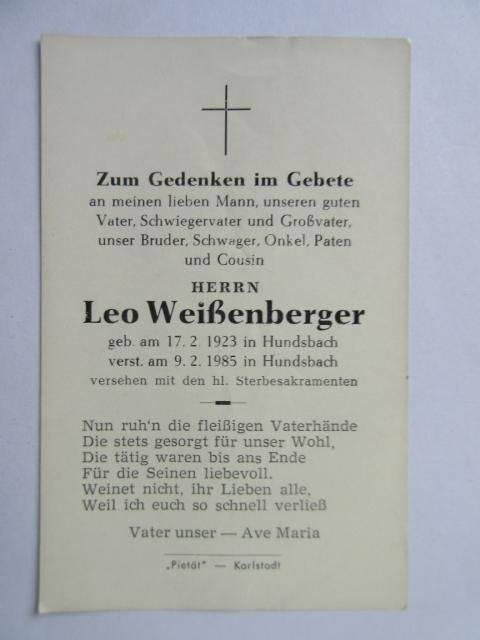 Zum Gedenken im Gebete
an meinen lieben Mann, unseren guten
Vater, Schwiegervater und Großvater,
unser Bruder, Schwager, Onkel, Paten
und Cousin
HERRN
Leo Weißenberger
geb. am 17. 2. 1923 in Hundsbach
verst. am 9. 2. 1985 in Hundsbach
versehen mit den hl. Sterbesakramenten
Nun ruh'n die fleißigen Vaterhände
Die stets gesorgt für unser Wohl,
Die tätig waren bis ans Ende
Für die Seinen liebevoll.
Weinet nicht, ihr Lieben alle,
Weil ich euch so schnell verließ
Vater unser — Ave Maria
„Pietät" — Karlstadt